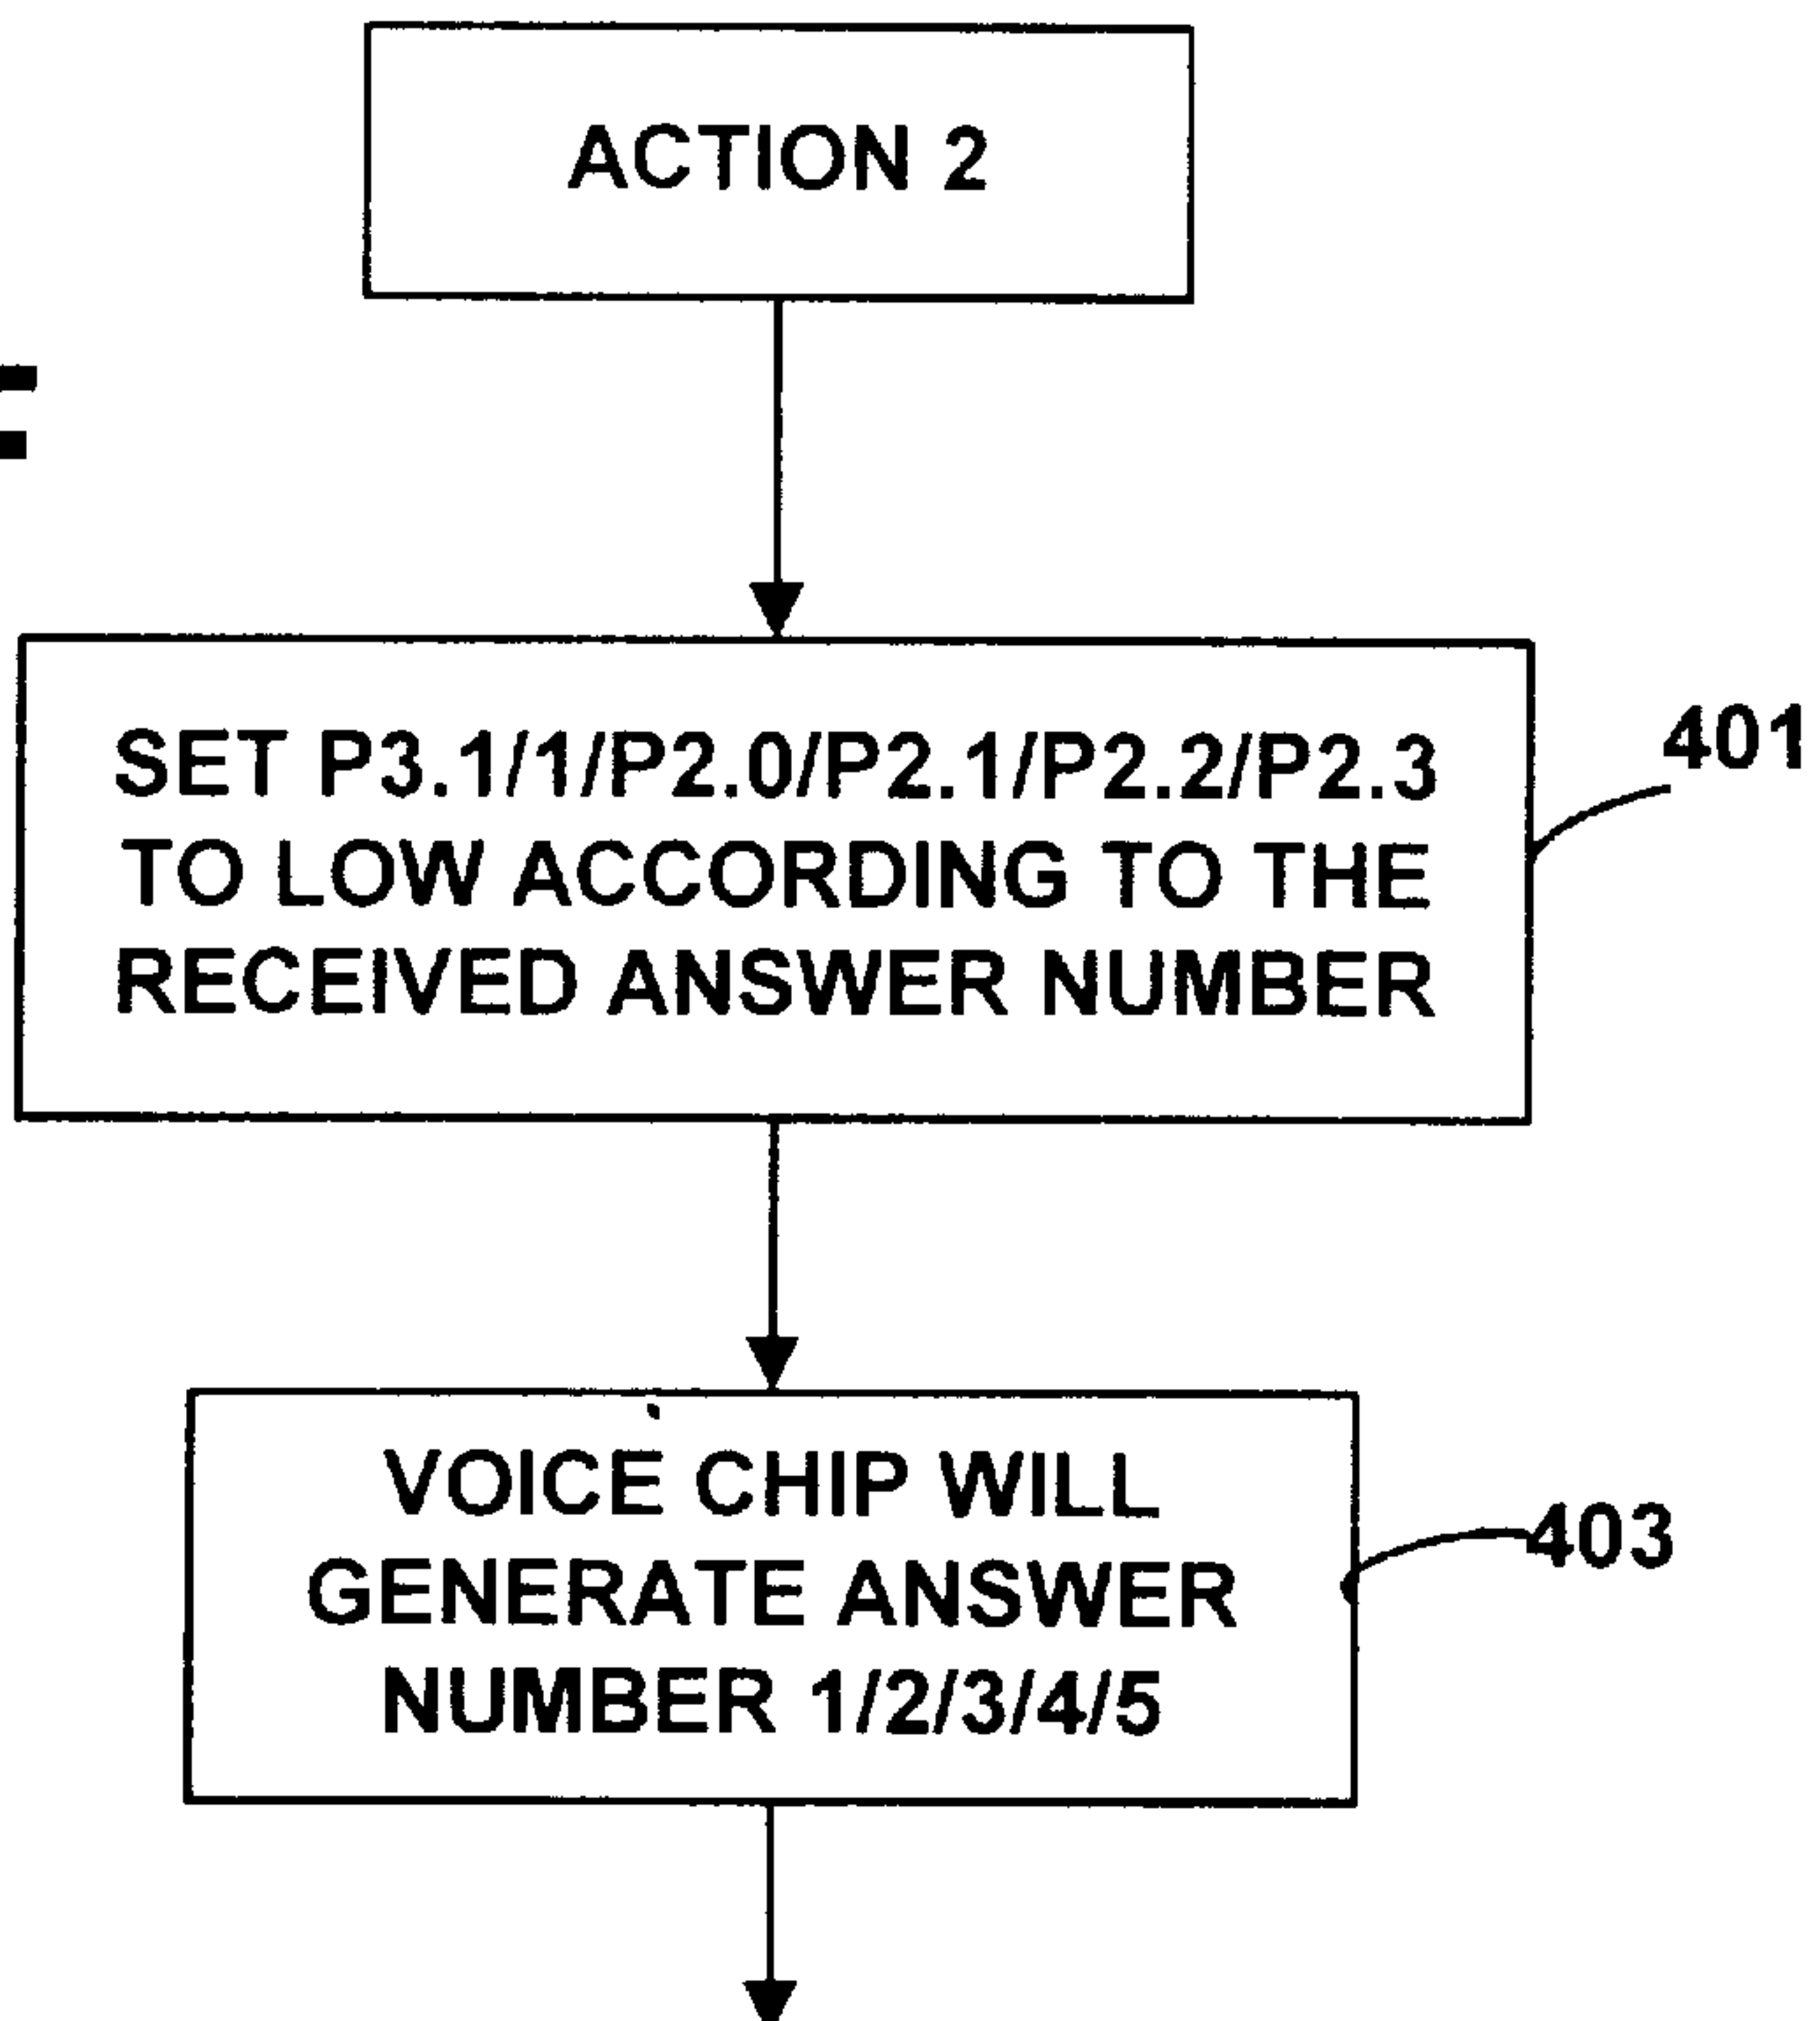 ACTION 2
SET P3.1/1/P2.0/P2.1/P2.2/P2.3
TO LOW ACCORDING TO THE
RECEIVED ANSWER NUMBER
401
VOICE CHIP WILL
GENERATE ANSWER
NUMBER 1/2/3/4/5
403